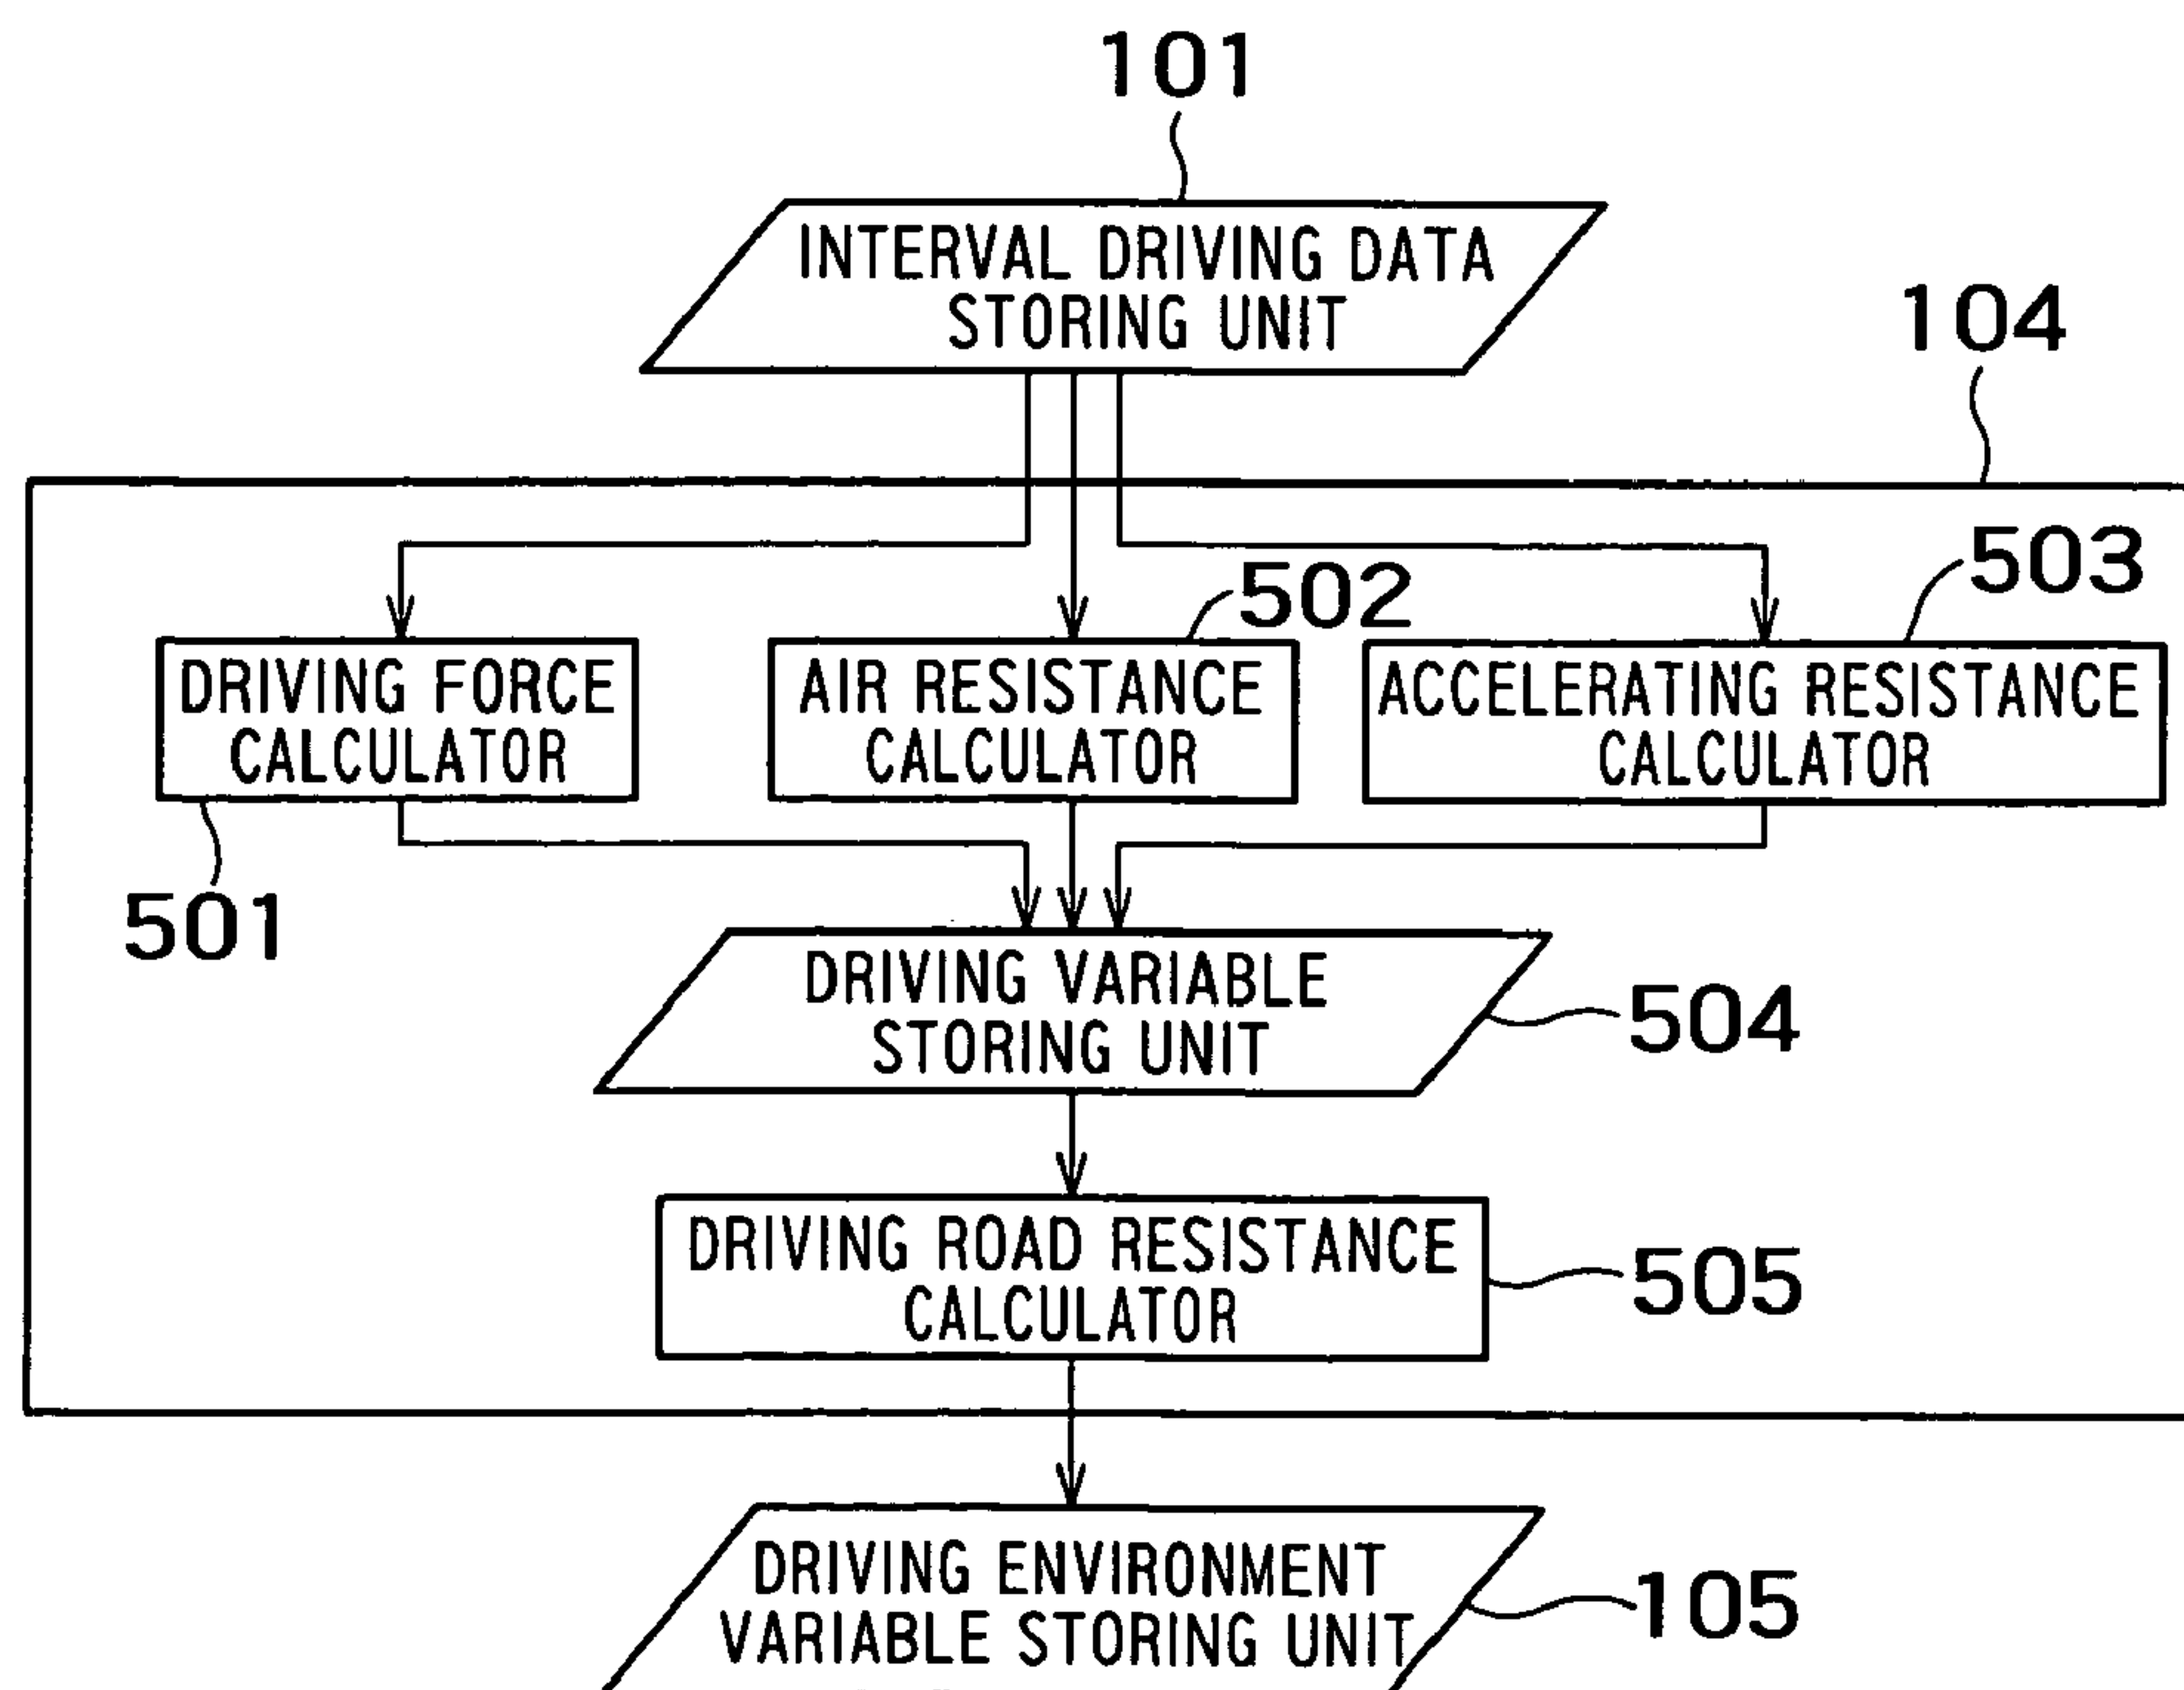 101
INTERVAL DRIVING DATA
STORING UNIT
104
502
503
DRIVING FORCE
CALCULATOR
AIR RESISTANCE
CALCULATOR
ACCELERATING RESISTANCE
CALCULATOR
501
DRIVING VARIABLE
STORING UNIT
504
DRIVING ROAD RESISTANCE
CALCULATOR
505
DRIVING ENVIRONMENT
VARIABLE STORING UNIT
105